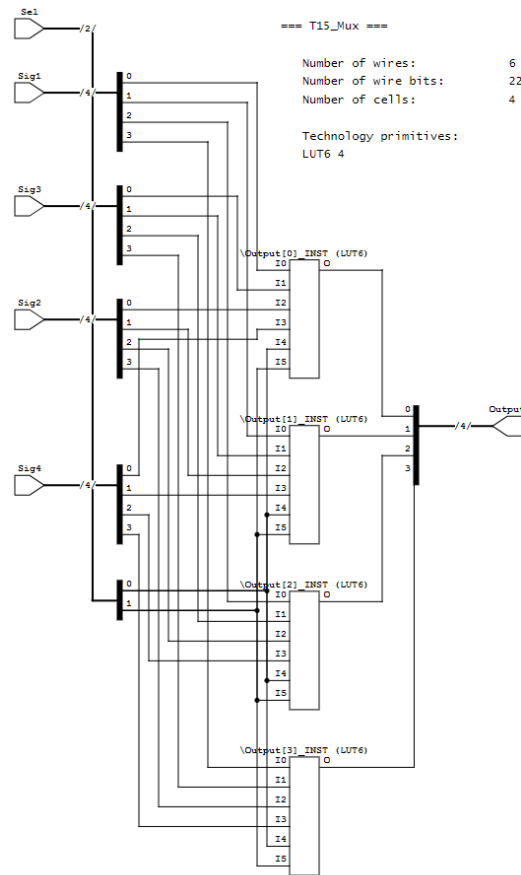 Sel
/2/
=== T15_Mux ===
Number of wires: 6
Number of wire bits: 22
Number of cells: 4
Technology primitives:
LUT6 4
Sig1
/4/
0
1
2
3
Sig3
/4/
0
1
2
3
Sig2
/4/
0
1
2
3
Sig4
/4/
0
1
2
3
0
1
\Output[0]_INST (LUT6)
I0
I1
I2
I3
I4
I5
O
\Output[1]_INST (LUT6)
I0
I1
I2
I3
I4
I5
O
\Output[2]_INST (LUT6)
I0
I1
I2
I3
I4
I5
O
\Output[3]_INST (LUT6)
I0
I1
I2
I3
I4
I5
O
0
1
2
3
/4/
Output